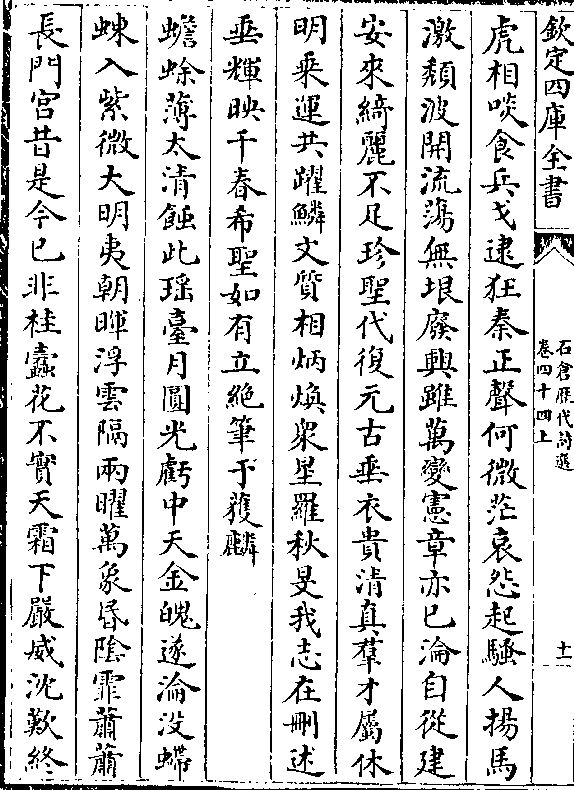 欽定四庫全書
石倉歷代詩選
卷四十四上
十一
虎相啖食兵戈逮狂秦正聲何微茫哀怨起騷人揚馬
激頹波開流蕩無垠廢興雖萬變憲章亦已淪自從建
安來綺麗不足珍聖代復元古垂衣貴清真羣才屬休
明乘運共躍鱗文質相炳煥衆星羅秋旻我志在刪述
垂輝映千春希聖如有立絶筆于獲麟
蟾蜍薄太清蝕此瑤臺月圓光虧中天金魄遂淪沒螮
蝀入紫微大明夷朝暉浮雲隔兩曜萬象昏陰霏蕭蕭
長門宮昔是今已非桂蠹花不實天霜下嚴威沈歎終